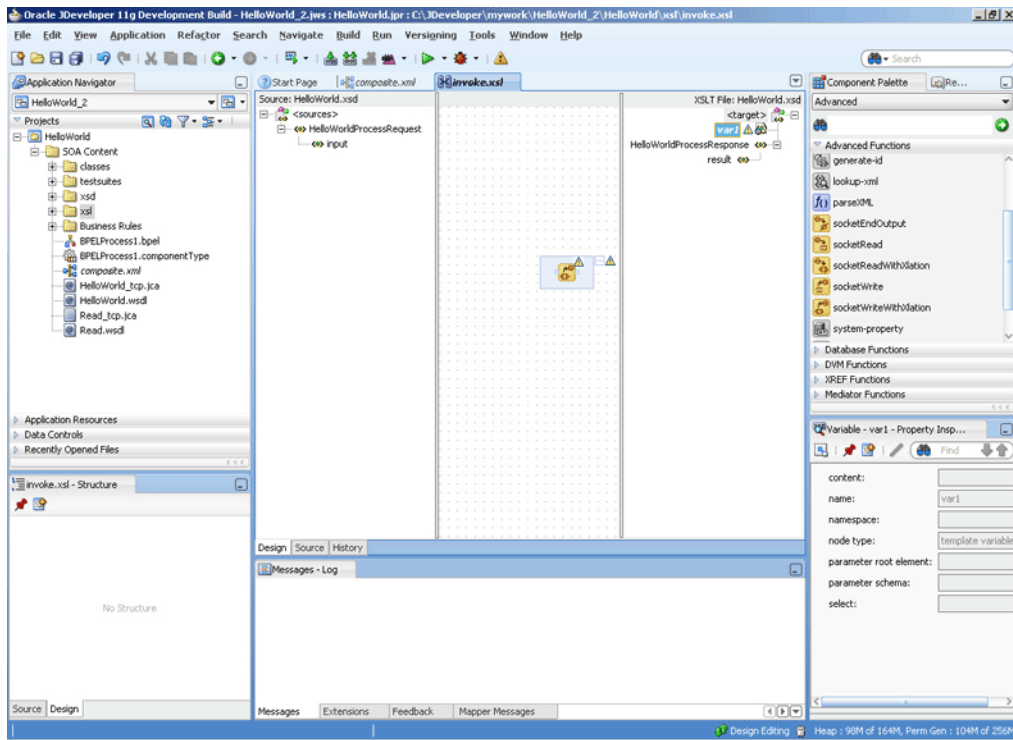 Oracle JDeveloper 11g Development Build - HelloWorld_2.jws : HelloWorld.jpr : C:\JDeveloper\mywork\HelloWorld_2\HelloWorld\xsl\invoke.xsl
File Edit View Application Refactor Search Navigate Build Run Versioning Tools Window Help
Search
Application Navigator
HelloWorld_2
Projects
HelloWorld
SOA Content
classes
testsuites
xsd
xsl
Business Rules
BPELProcess1.bpel
BPELProcess1.componentType
composite.xml
HelloWorld_tcp.jca
HelloWorld.wsdl
Read_tcp.jca
Read.wsdl
Application Resources
Data Controls
Recently Opened Files
invoke.xsl - Structure
No Structure
Source Design
Start Page composite.xml invoke.xsl
Source: HelloWorld.xsd
<sources>
HelloWorldProcessRequest
input
XSLT File: HelloWorld.xsd
<target>
var1
HelloWorldProcessResponse
result
Design Source History
Messages - Log
Messages Extensions Feedback Mapper Messages
Component Palette Re...
Advanced
Advanced Functions
generate-id
lookup-xml
parseXML
socketEndOutput
socketRead
socketReadWithXlation
socketWrite
socketWriteWithXlation
system-property
Database Functions
DVM Functions
XREF Functions
Mediator Functions
Variable - var1 - Property Insp...
Find
content:
name: var1
namespace:
node type: template variable
parameter root element:
parameter schema:
select:
Design Editing Heap : 98M of 164M, Perm Gen : 104M of 256M